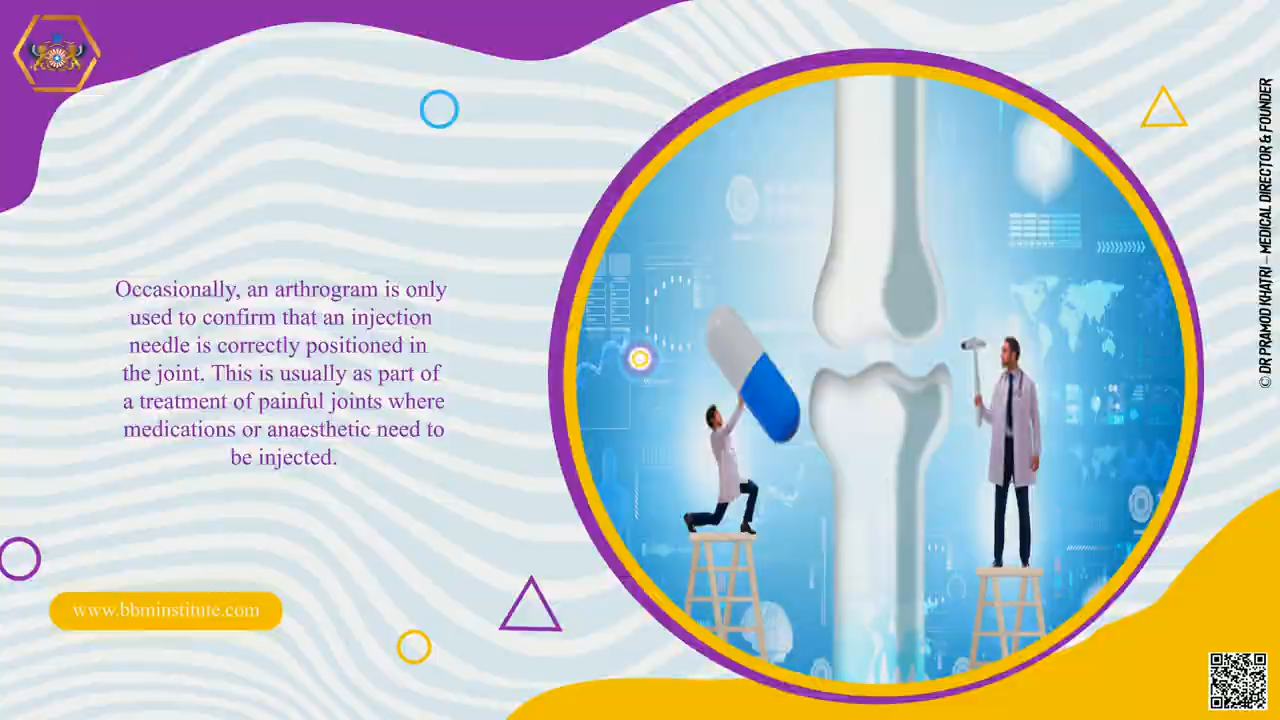 Occasionally, an arthrogram is only
used to confirm that an injection
needle is correctly positioned in
the joint. This is usually as part of
a treatment of painful joints where
medications or anaesthetic need to
be injected.
www.bbminstitute.com
© DR PRAMOD KHATRI – MEDICAL DIRECTOR & FOUNDER